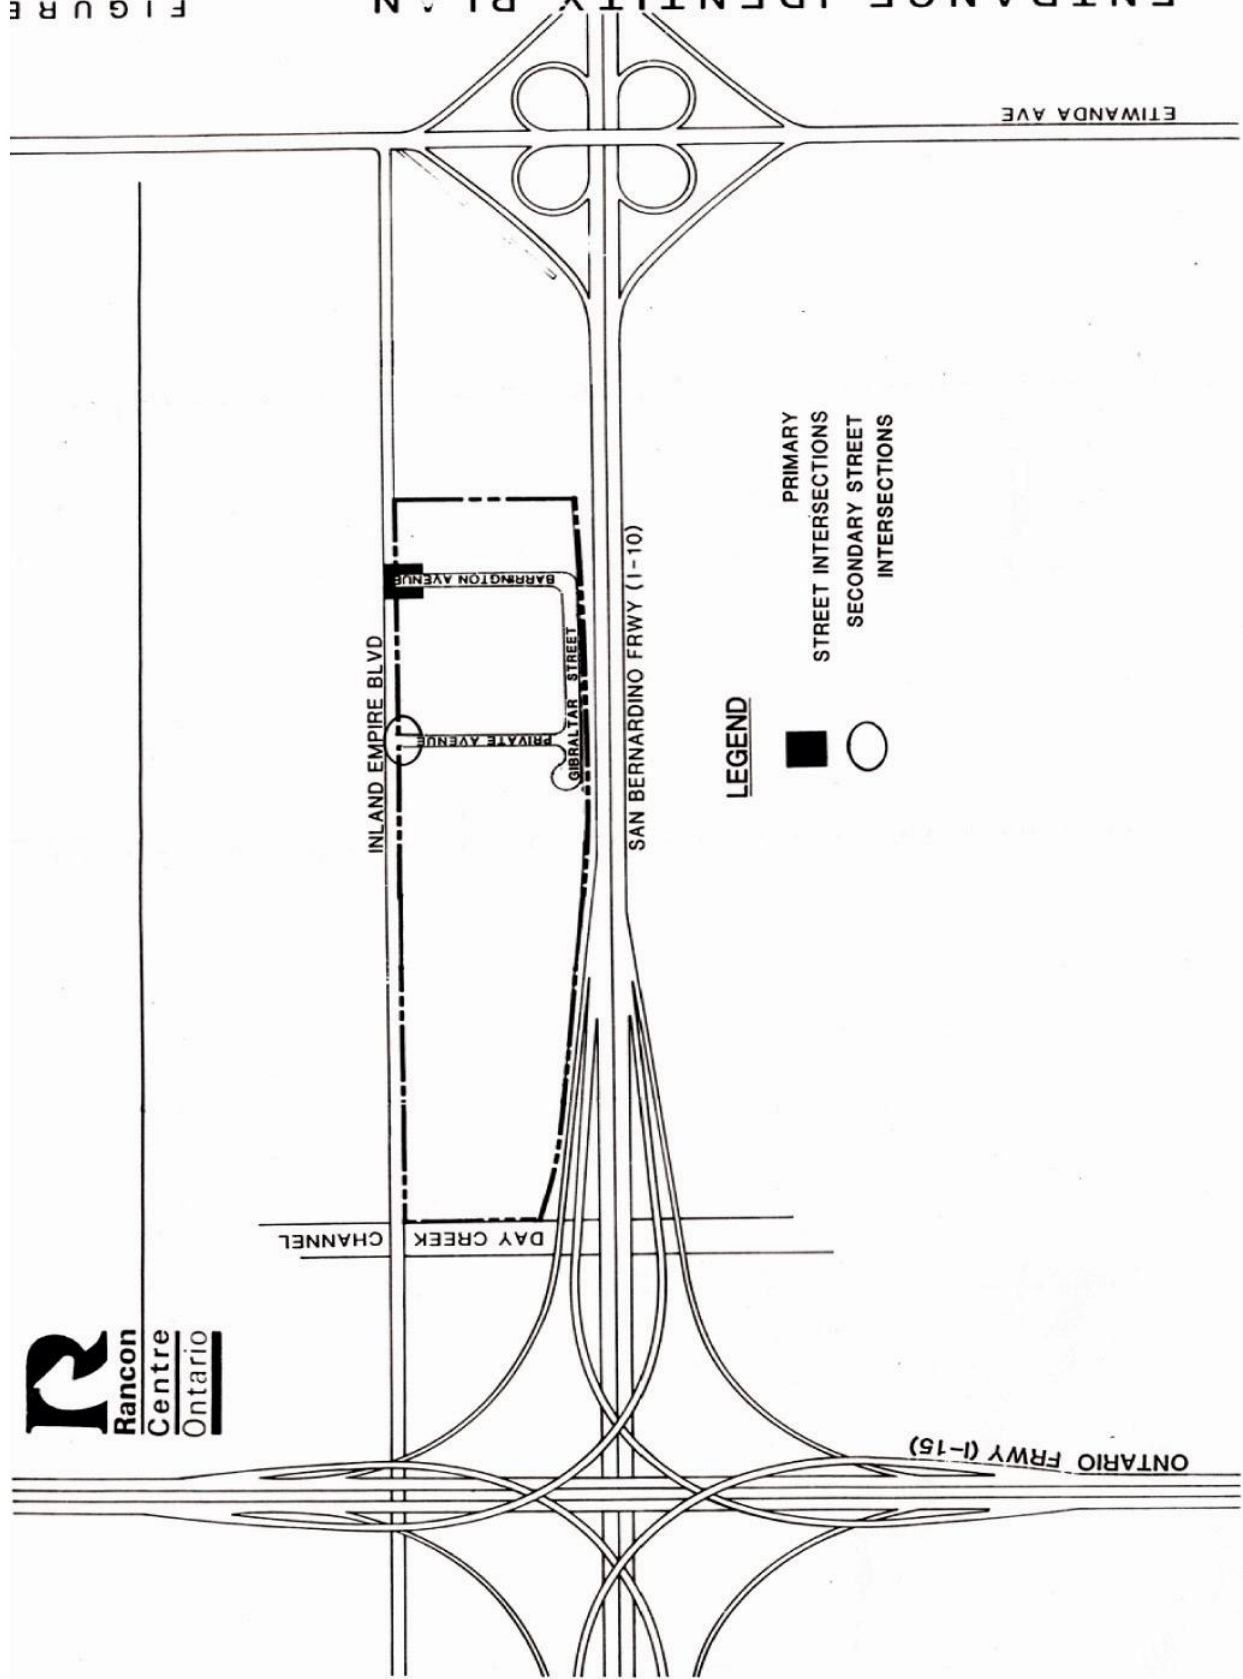 Rancon
Centre
Ontario
ETIWANDA AVE
INLAND EMPIRE BLVD
BARRINGTON AVENUE
PRIVATE AVENUE
GIBRALTAR STREET
SAN BERNARDINO FRWY (I-10)
DAY CREEK CHANNEL
ONTARIO FRWY (I-15)
LEGEND
PRIMARY
STREET INTERSECTIONS
SECONDARY STREET
INTERSECTIONS
ENTRANCE IDENTITY PLAN
FIGURE